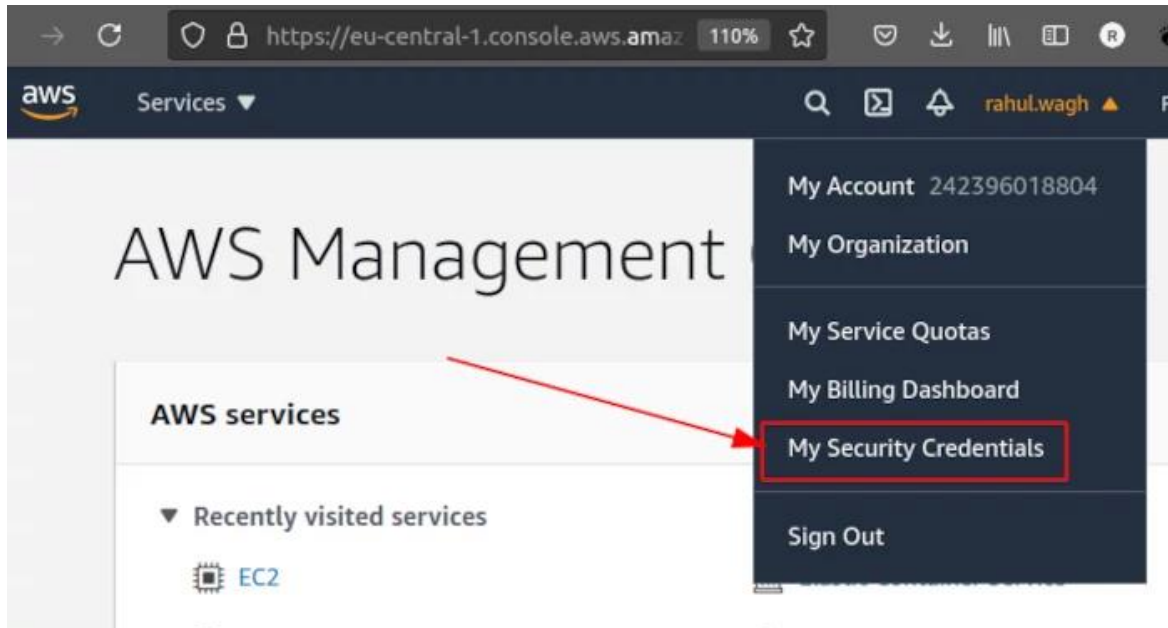 https://eu-central-1.console.aws.amaz 110%
aws Services ▼ rahul.wagh ▲
My Account 242396018804
My Organization
AWS Management
My Service Quotas
My Billing Dashboard
AWS services
My Security Credentials
▼ Recently visited services
Sign Out
EC2